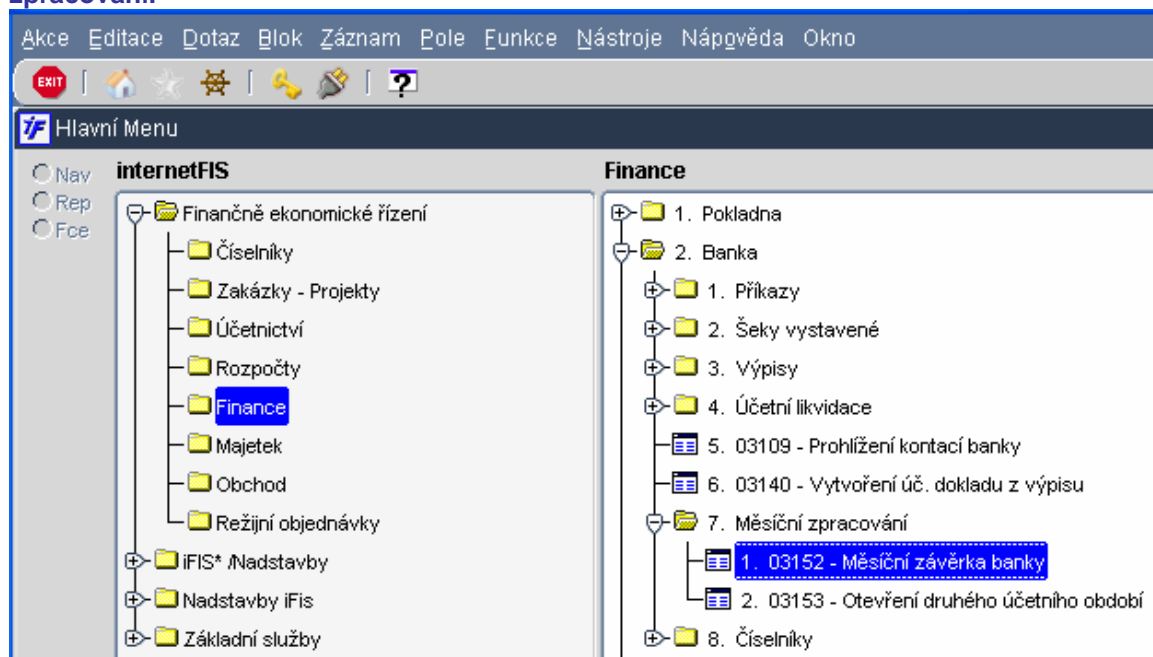 zpracování.
Akce Editace Dotaz Blok Záznam Pole Funkce Nástroje Nápověda Okno
EXIT
?
iF Hlavní Menu
Nav
Rep
Fce
internetFIS
Finančně ekonomické řízení
Číselníky
Zakázky - Projekty
Účetnictví
Rozpočty
Finance
Majetek
Obchod
Režijní objednávky
iFIS* /Nadstavby
Nadstavby iFis
Základní služby
Finance
1. Pokladna
2. Banka
1. Příkazy
2. Šeky vystavené
3. Výpisy
4. Účetní likvidace
5. 03109 - Prohlížení kontací banky
6. 03140 - Vytvoření úč. dokladu z výpisu
7. Měsíční zpracování
1. 03152 - Měsíční závěrka banky
2. 03153 - Otevření druhého účetního období
8. Číselníky